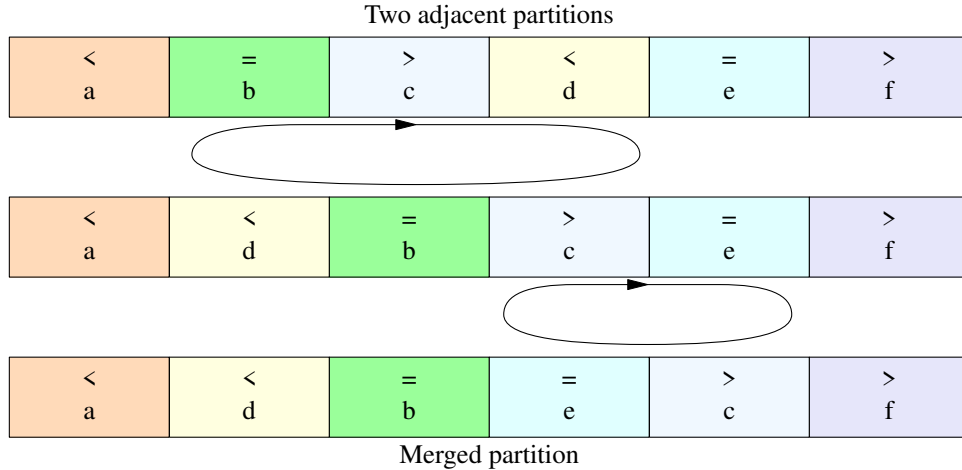 Two adjacent partitions
< = > < = >
a b c d e f
< < = > = >
a d b c e f
< < = = > >
a d b e c f
Merged partition